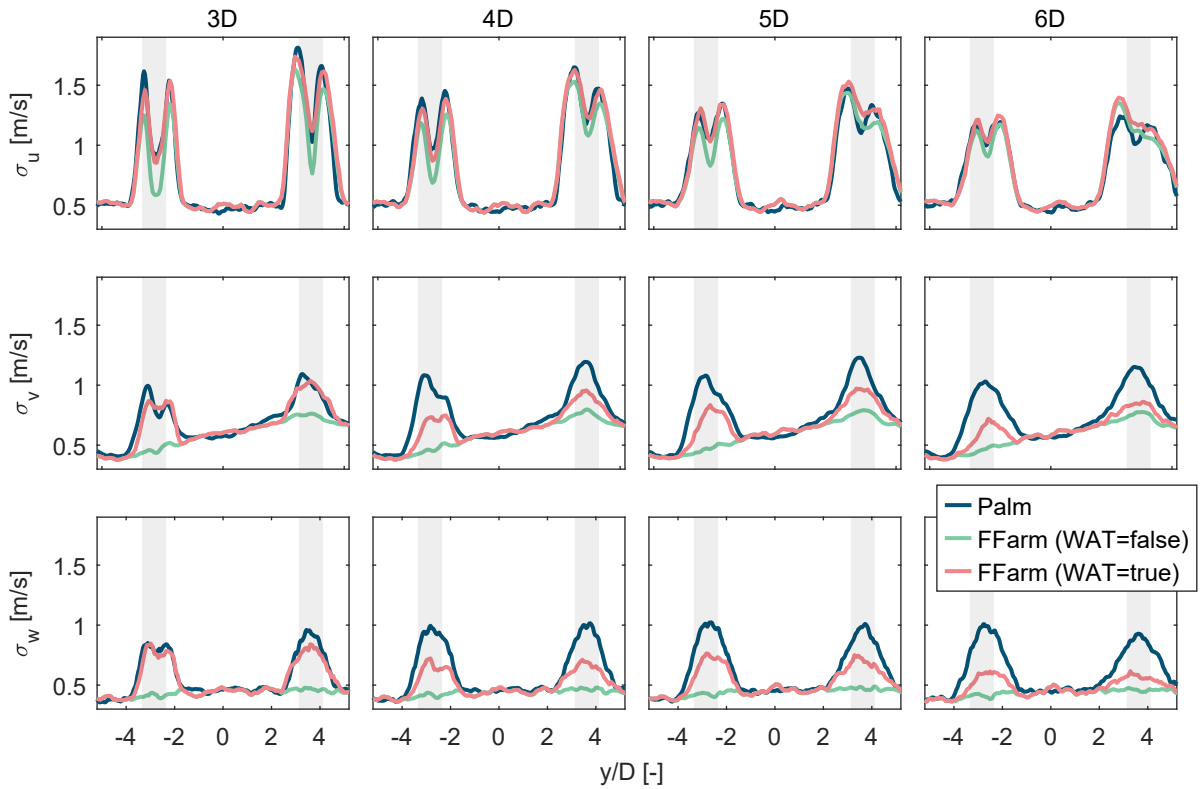 3D 4D 5D 6D
1.5
1
0.5
σu [m/s]
1.5
1
0.5
σv [m/s]
1.5
1
0.5
σw [m/s]
Palm
FFarm (WAT=false)
FFarm (WAT=true)
-4 -2 0 2 4 -4 -2 0 2 4 -4 -2 0 2 4 -4 -2 0 2 4
y/D [-]